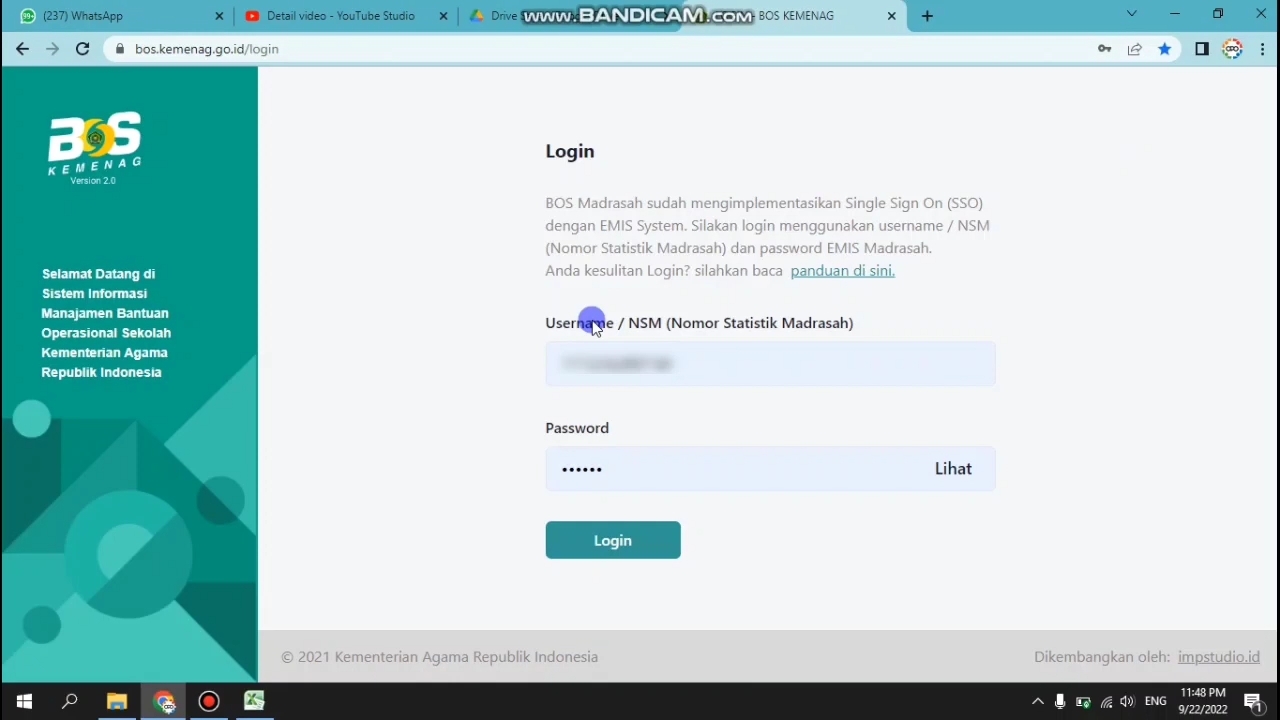 (237) WhatsApp
Detail video - YouTube Studio
Drive
WWW.BANDICAM.COM
- BOS KEMENAG
bos.kemenag.go.id/login
BOS
KEMENAG
Version 2.0
Selamat Datang di
Sistem Informasi
Manajemen Bantuan
Operasional Sekolah
Kementerian Agama
Republik Indonesia
Login
BOS Madrasah sudah mengimplementasikan Single Sign On (SSO)
dengan EMIS System. Silakan login menggunakan username / NSM
(Nomor Statistik Madrasah) dan password EMIS Madrasah.
Anda kesulitan Login? silahkan baca panduan di sini.
Username / NSM (Nomor Statistik Madrasah)
Password
••••••
Lihat
Login
© 2021 Kementerian Agama Republik Indonesia
Dikembangkan oleh: impstudio.id
ENG
11:48 PM
9/22/2022